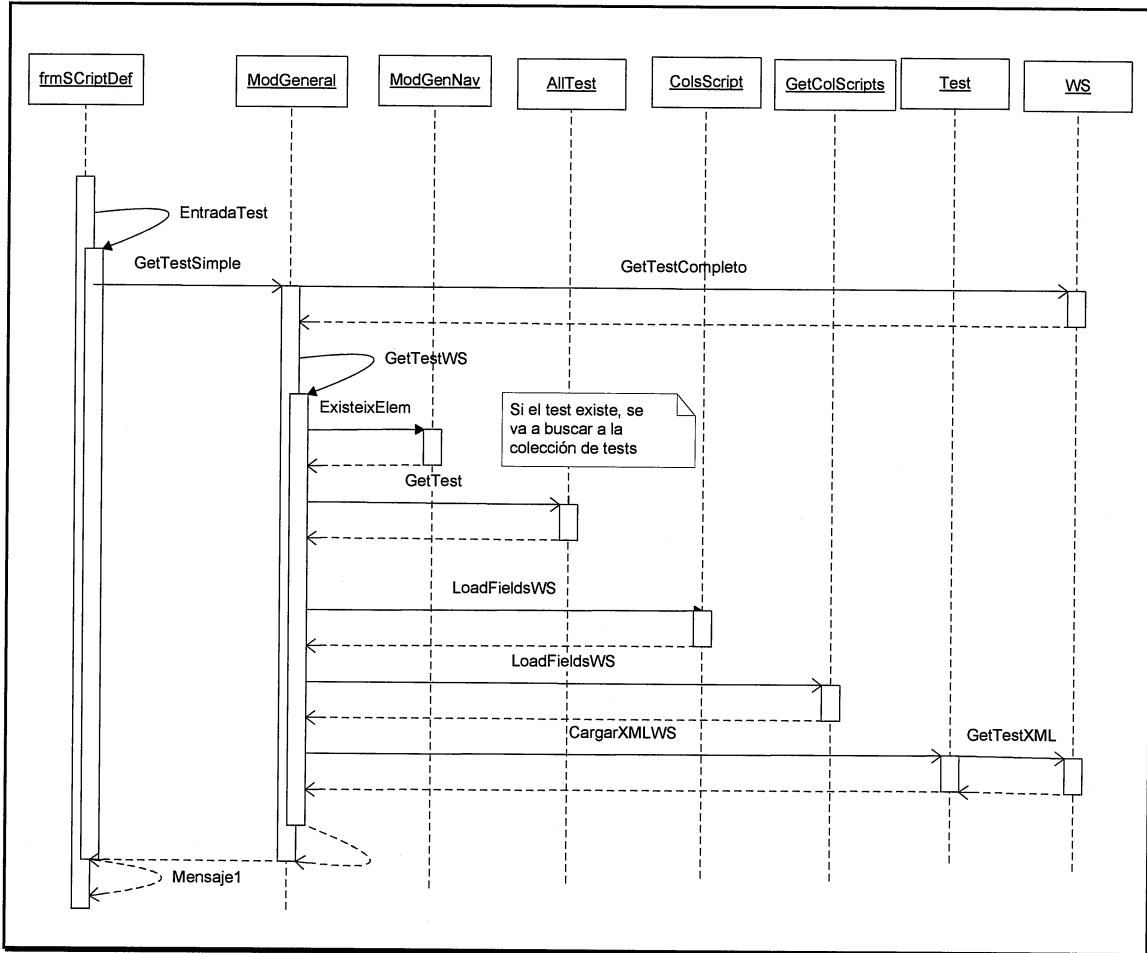 frmSCriptDef
ModGeneral
ModGenNav
AllTest
ColsScript
GetColScripts
Test
WS
EntradaTest
GetTestSimple
GetTestCompleto
GetTestWS
ExisteixElem
Si el test existe, se
va a buscar a la
colección de tests
GetTest
LoadFieldsWS
LoadFieldsWS
CargarXMLWS
GetTestXML
Mensaje1